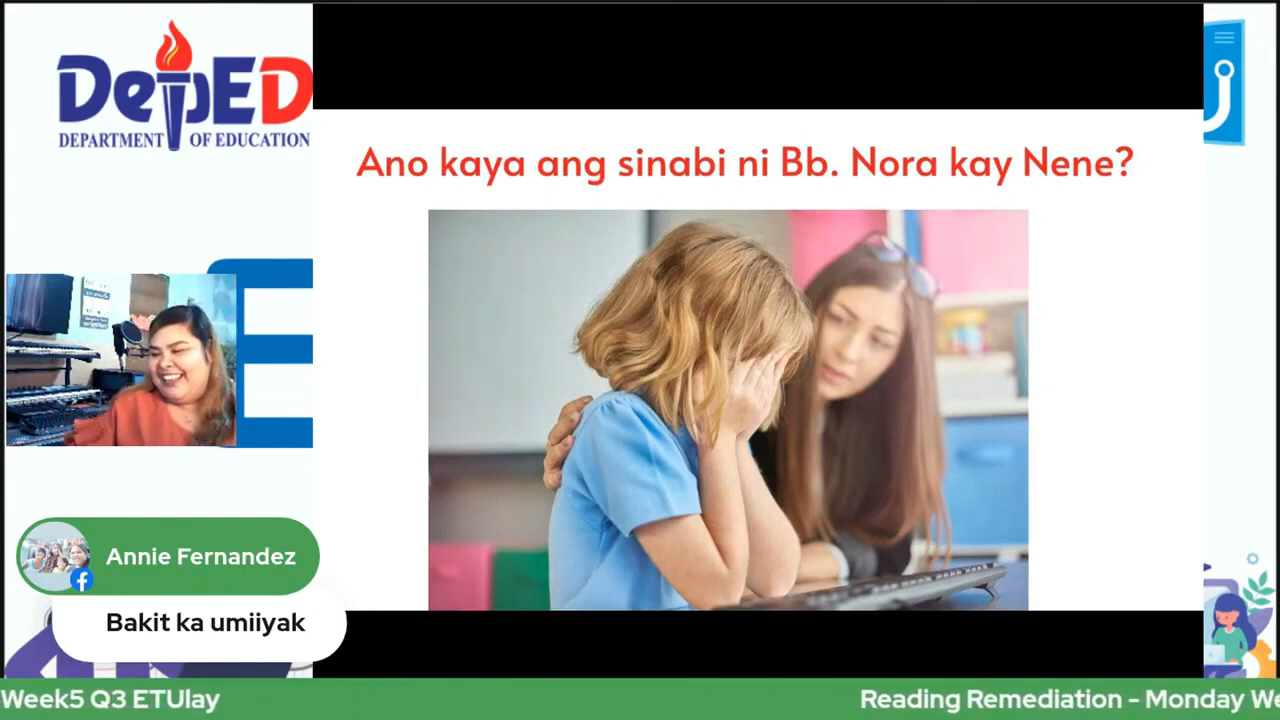 DepED
DEPARTMENT OF EDUCATION
Ano kaya ang sinabi ni Bb. Nora kay Nene?
Annie Fernandez
Bakit ka umiiyak
Week5 Q3 ETUlay
Reading Remediation - Monday We